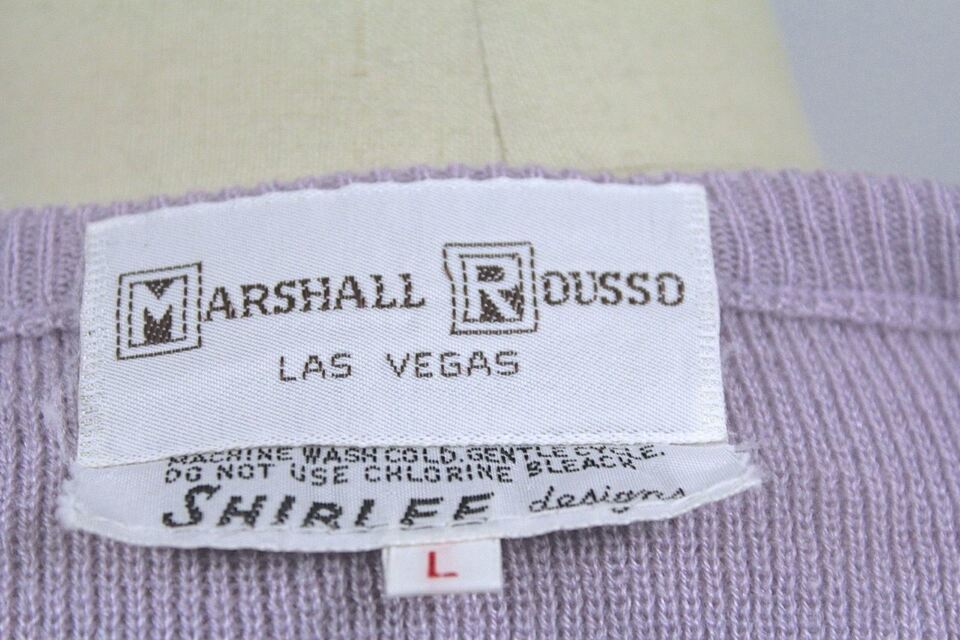 MARSHALL ROUSSO
LAS VEGAS
MACHINE WASH COLD. GENTLE CYCLE.
DO NOT USE CHLORINE BLEACH
SHIRLEE designs
L